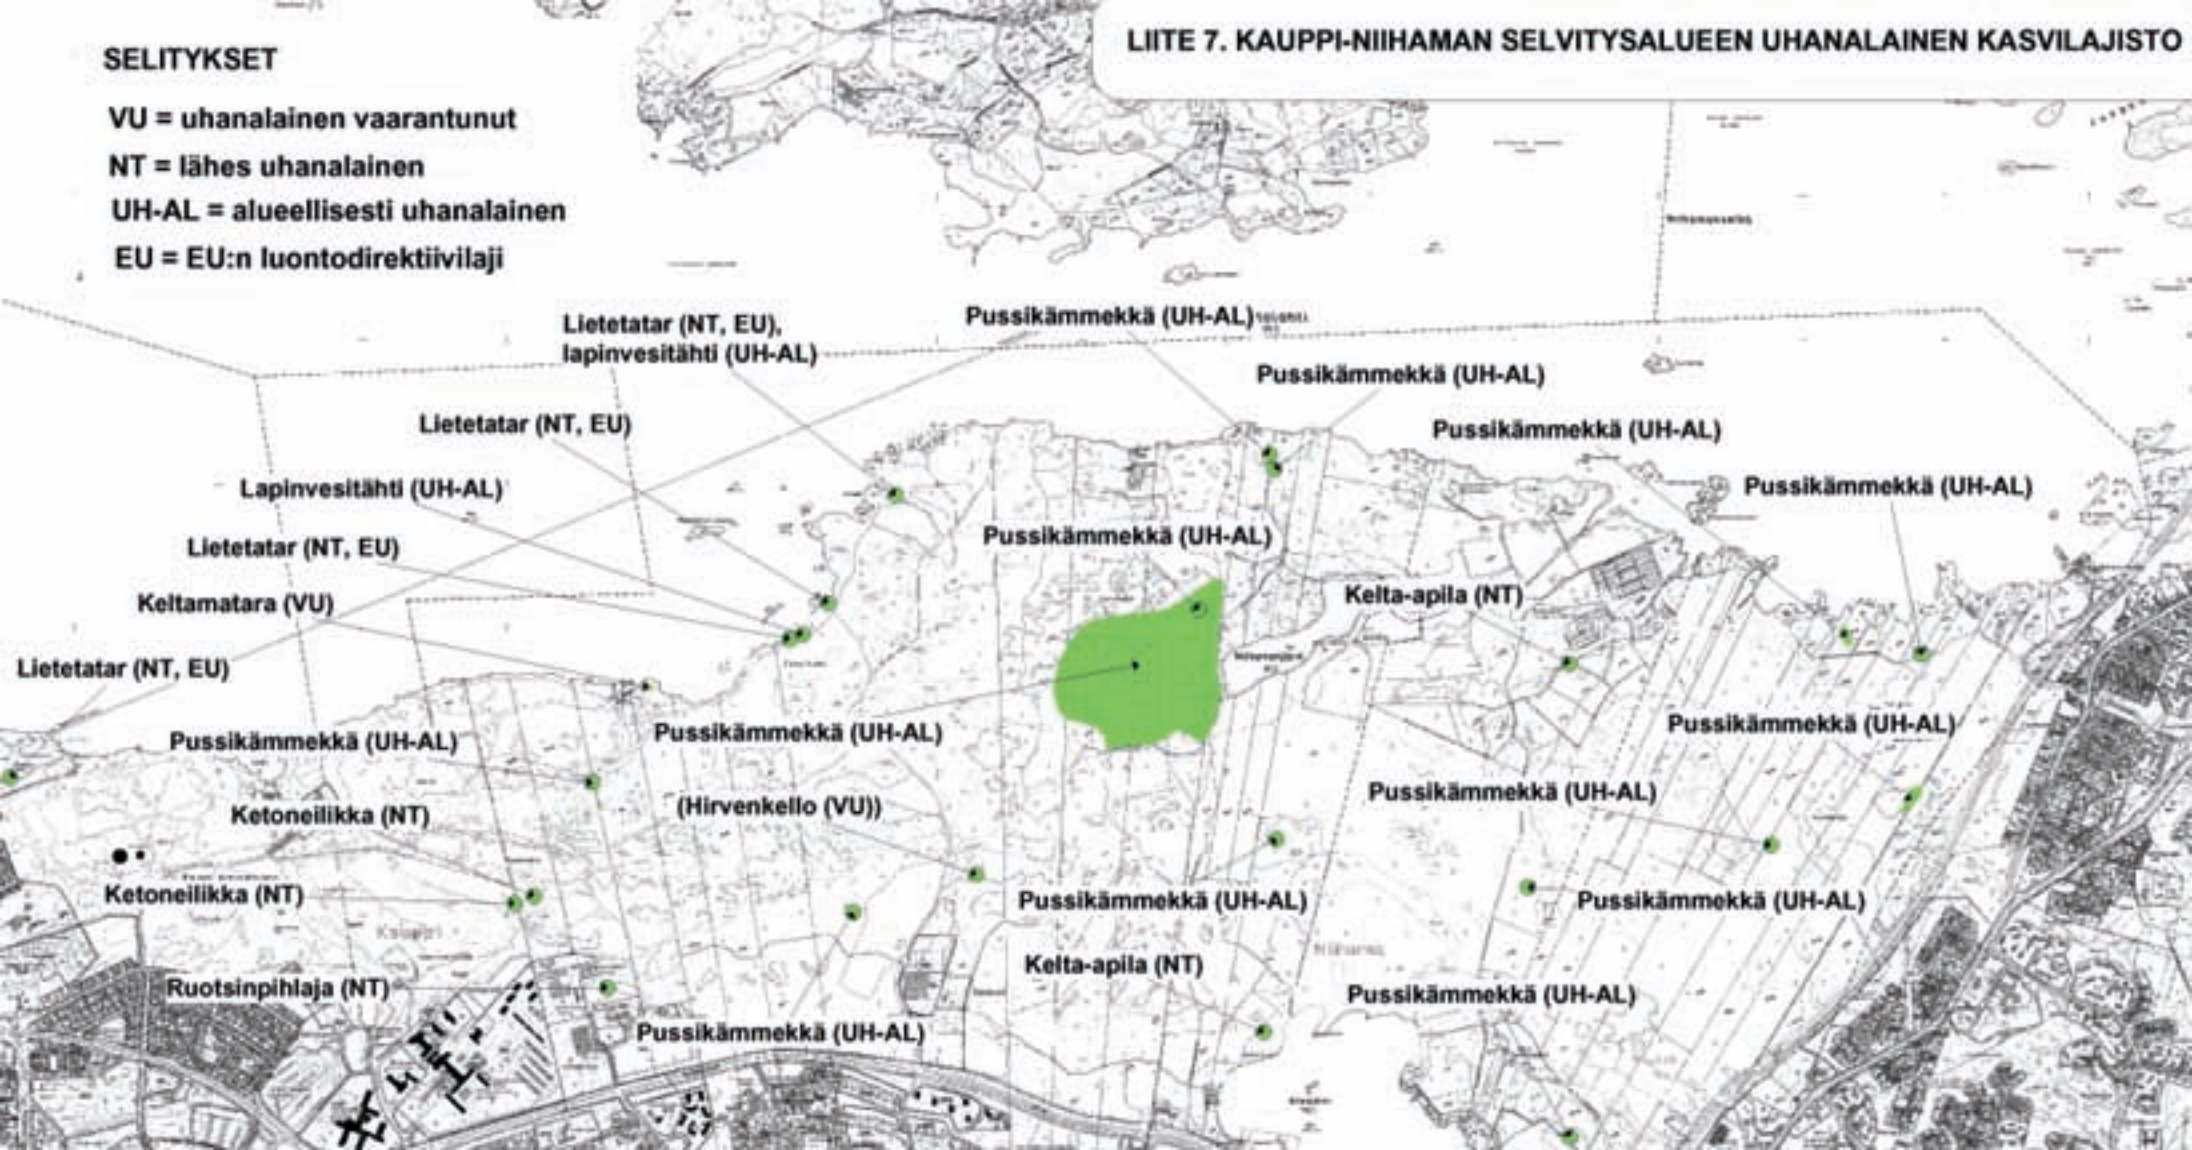 LIITE 7. KAUPPI-NIIHAMAN SELVITYSALUEEN UHANALAINEN KASVILAJISTO
SELITYKSET
VU = uhanalainen vaarantunut
NT = lähes uhanalainen
UH-AL = alueellisesti uhanalainen
EU = EU:n luontodirektiivilaji
Pussikämmekkä (UH-AL)
Lietetatar (NT, EU),
lapinvesitähti (UH-AL)
Pussikämmekkä (UH-AL)
Lietetatar (NT, EU)
Pussikämmekkä (UH-AL)
Lapinvesitähti (UH-AL)
Pussikämmekkä (UH-AL)
Pussikämmekkä (UH-AL)
Lietetatar (NT, EU)
Keltamatara (VU)
Kelta-apila (NT)
Lietetatar (NT, EU)
Pussikämmekkä (UH-AL)
Pussikämmekkä (UH-AL)
Pussikämmekkä (UH-AL)
Ketoneilikka (NT)
(Hirvenkello (VU))
Pussikämmekkä (UH-AL)
Ketoneilikka (NT)
Pussikämmekkä (UH-AL)
Pussikämmekkä (UH-AL)
Kauppi
Niihama
Kelta-apila (NT)
Ruotsinpihlaja (NT)
Pussikämmekkä (UH-AL)
Pussikämmekkä (UH-AL)